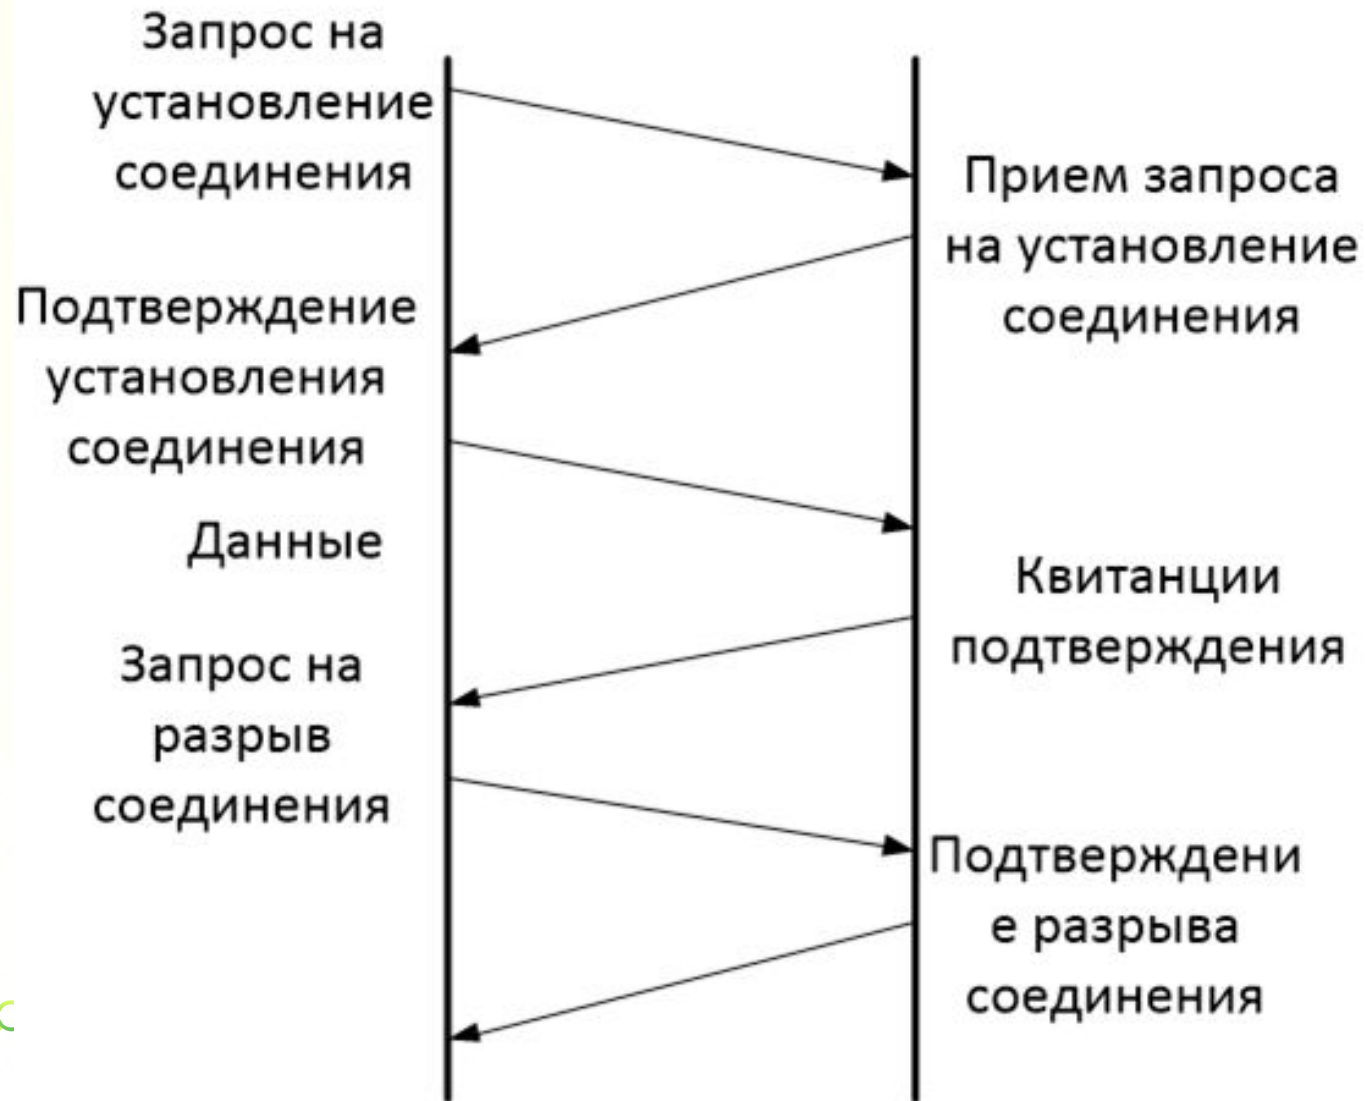 Запрос на
установление
соединения
Прием запроса
на установление
соединения
Подтверждение
установления
соединения
Данные
Квитанции
подтверждения
Запрос на
разрыв
соединения
Подтверждени
е разрыва
соединения